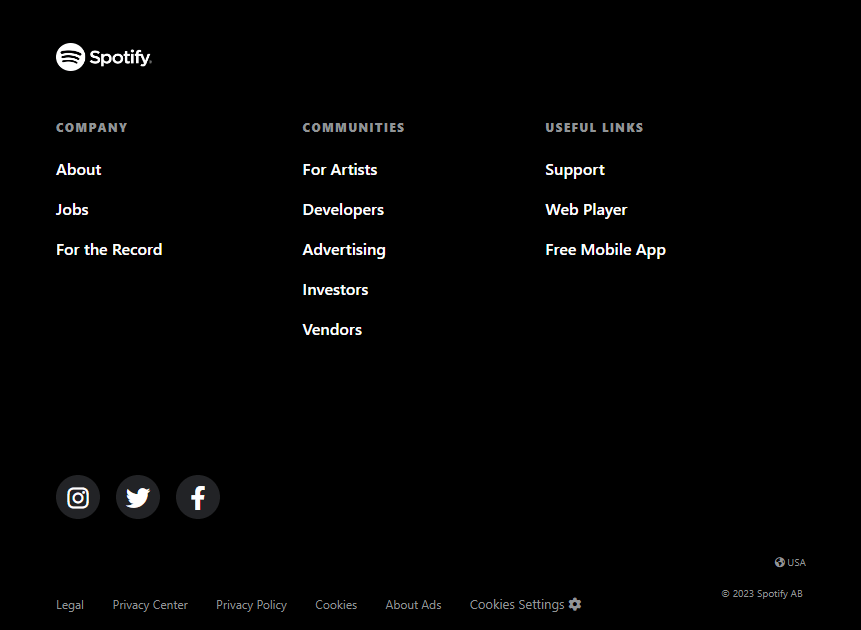 Spotify
COMPANY
About
Jobs
For the Record
COMMUNITIES
For Artists
Developers
Advertising
Investors
Vendors
USEFUL LINKS
Support
Web Player
Free Mobile App
USA
Legal Privacy Center Privacy Policy Cookies About Ads Cookies Settings
© 2023 Spotify AB